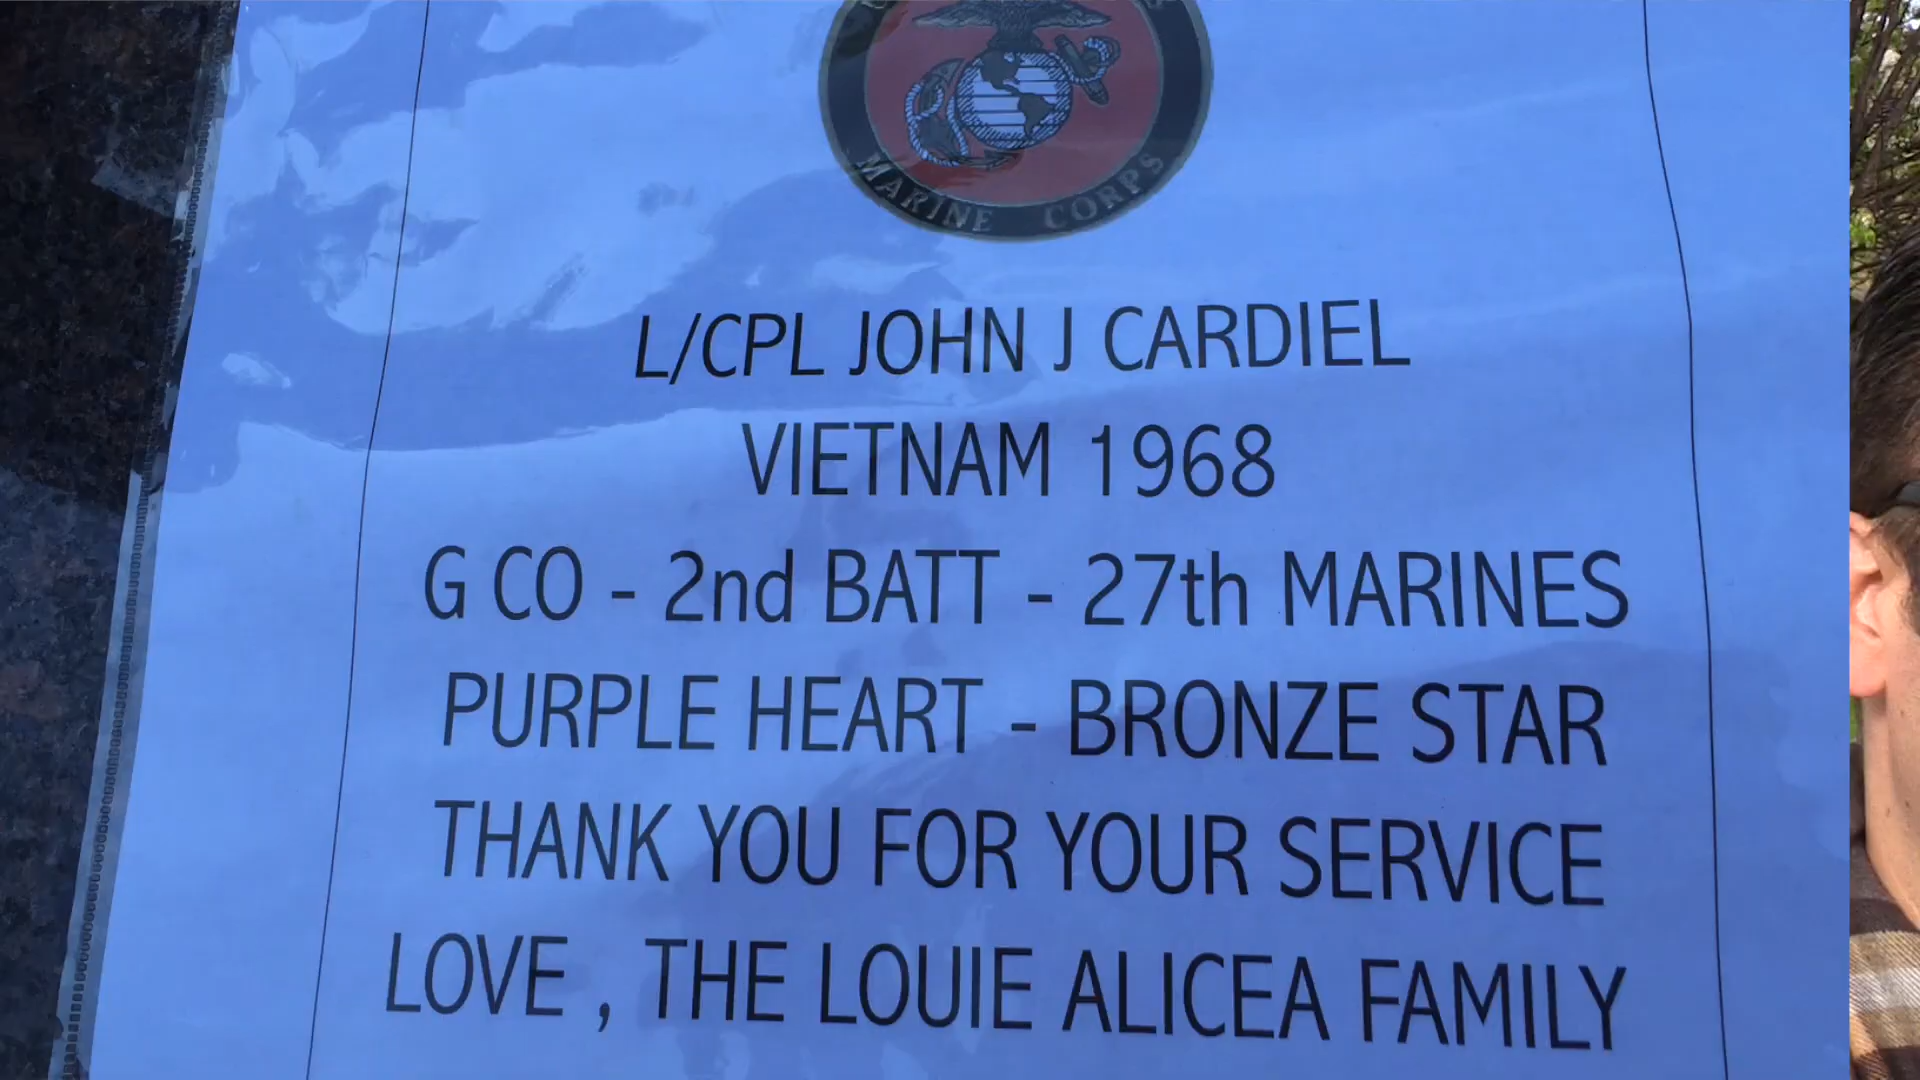 MARINE CORPS
L/CPL JOHN J CARDIEL
VIETNAM 1968
G CO - 2nd BATT - 27th MARINES
PURPLE HEART - BRONZE STAR
THANK YOU FOR YOUR SERVICE
LOVE , THE LOUIE ALICEA FAMILY